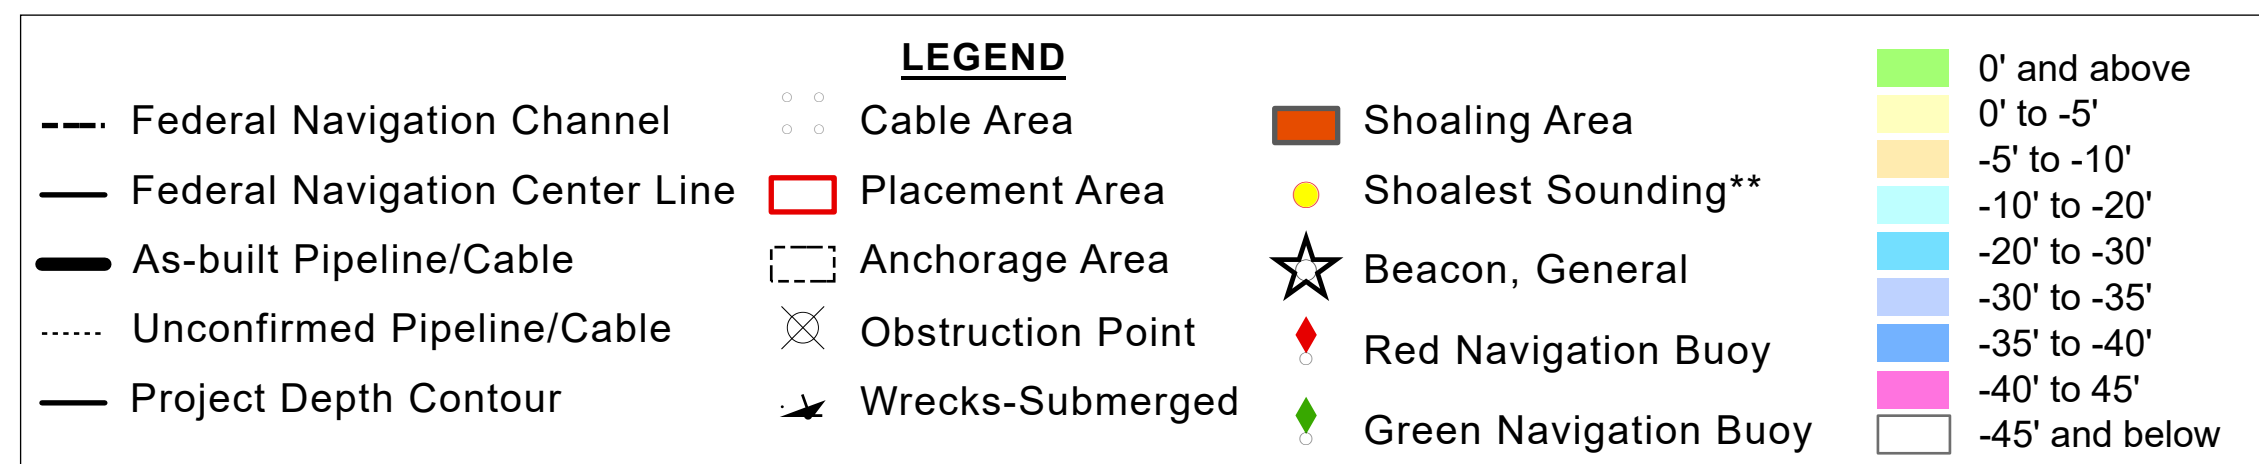 LEGEND
Federal Navigation Channel
Federal Navigation Center Line
As-built Pipeline/Cable
Unconfirmed Pipeline/Cable
Project Depth Contour
Cable Area
Placement Area
Anchorage Area
Obstruction Point
Wrecks-Submerged
Shoaling Area
Shoalest Sounding**
Beacon, General
Red Navigation Buoy
Green Navigation Buoy
0' and above
0' to -5'
-5' to -10'
-10' to -20'
-20' to -30'
-30' to -35'
-35' to -40'
-40' to 45'
-45' and below